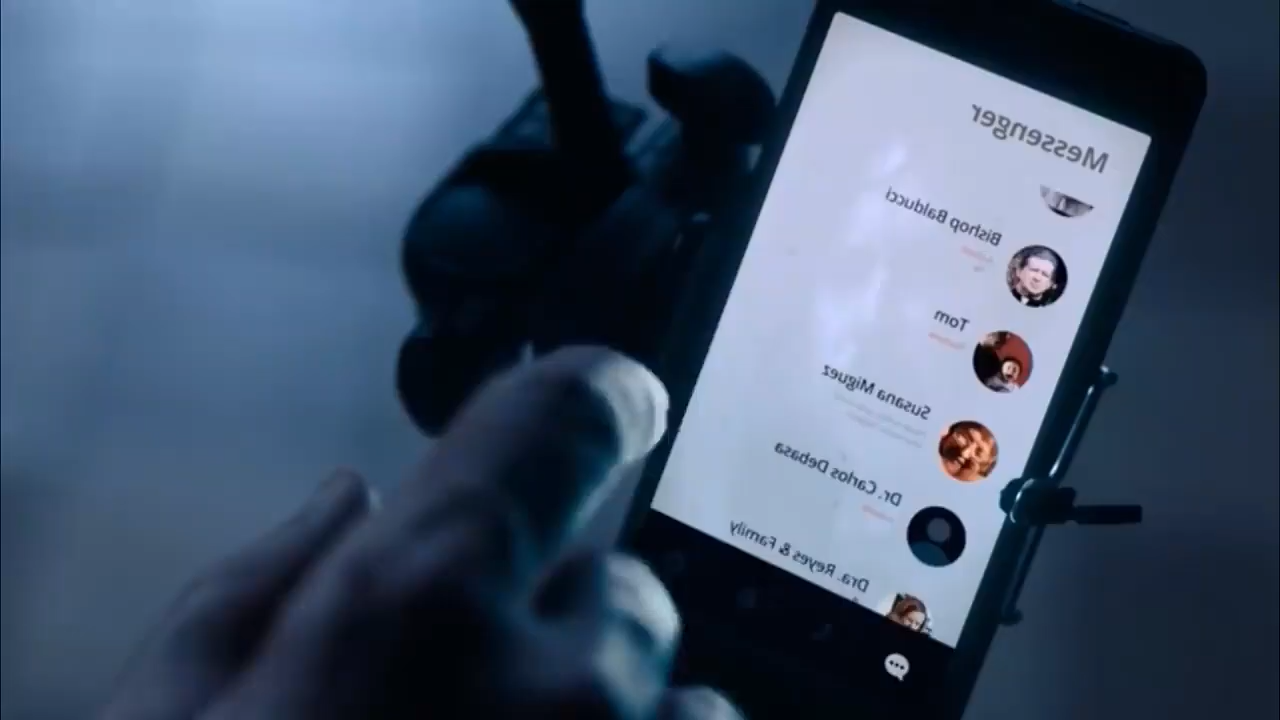 Messenger
Bishop Balducci
Tom
Susana Miguez
Dr. Carlos Debasa
Dra. Reyes & Family